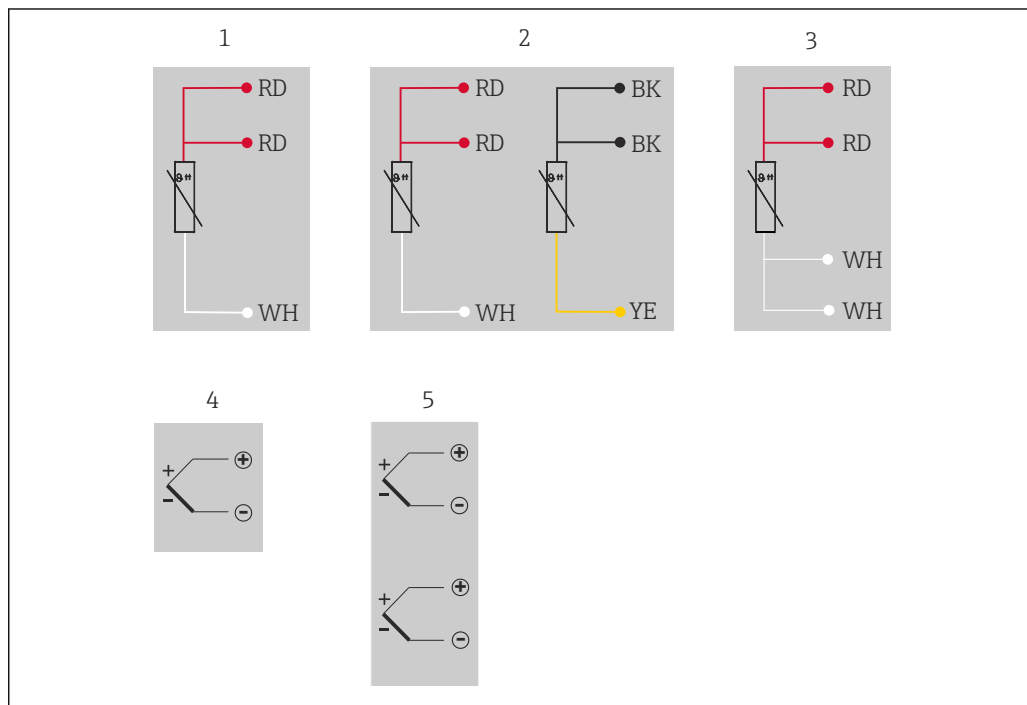 1 2 3
RD RD BK RD
RD RD BK RD
WH
WH WH YE WH
4 5
+ +
+ -
- -
+
+
-
-